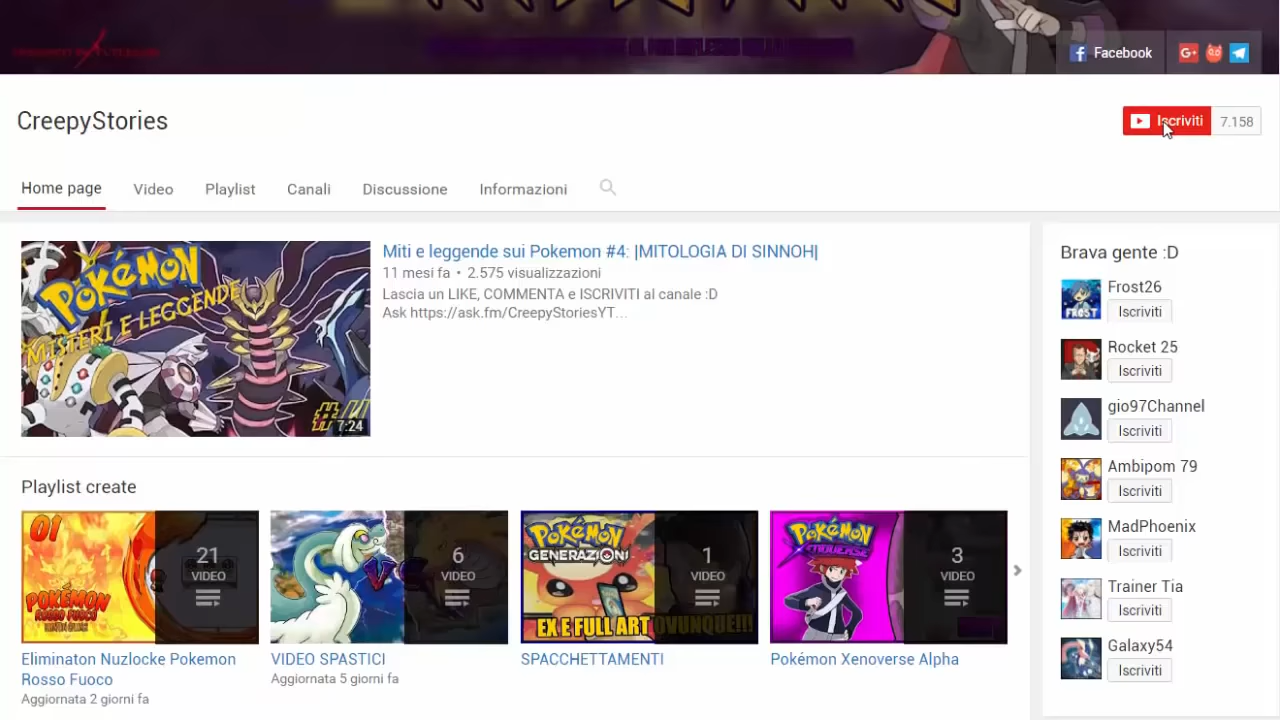 Facebook
CreepyStories
Iscriviti 7.158
Home page Video Playlist Canali Discussione Informazioni
Miti e leggende sui Pokemon #4: |MITOLOGIA DI SINNOH|
11 mesi fa • 2.575 visualizzazioni
Lascia un LIKE, COMMENTA e ISCRIVITI al canale :D
Ask https://ask.fm/CreepyStoriesYT…
POKÉMON
MISTERI E LEGGENDE
#4
7:24
Brava gente :D
Frost26
Iscriviti
FROST
Rocket 25
Iscriviti
gio97Channel
Iscriviti
Ambipom 79
Iscriviti
MadPhoenix
Iscriviti
Trainer Tia
Iscriviti
Galaxy54
Iscriviti
Playlist create
01
POKÉMON
ROSSO FUOCO
21
VIDEO
Eliminaton Nuzlocke Pokemon
Rosso Fuoco
Aggiornata 2 giorni fa
6
VIDEO
VIDEO SPASTICI
Aggiornata 5 giorni fa
POKÉMON
GENERAZIONI
EX E FULL ART OVUNQUE!!!
1
VIDEO
SPACCHETTAMENTI
POKÉMON
XENOVERSE
3
VIDEO
Pokémon Xenoverse Alpha